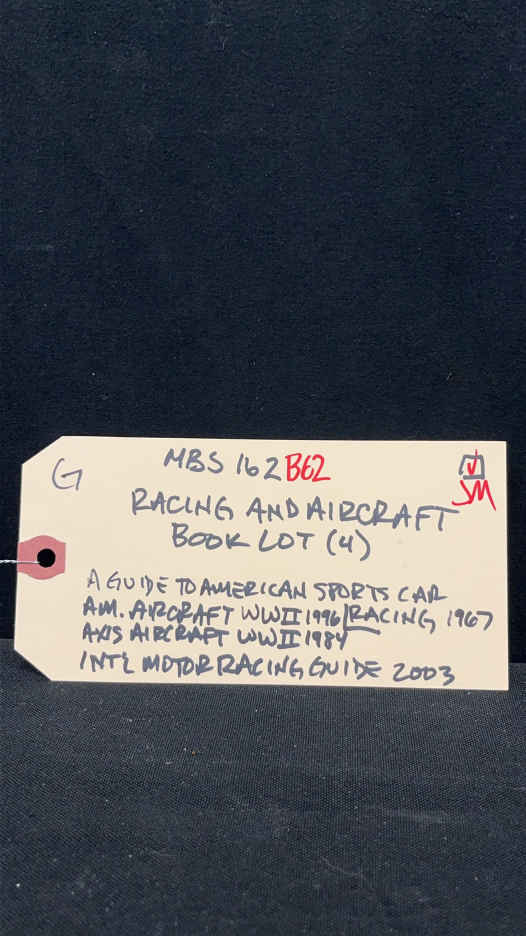 G
MBS 162 B62
JM
RACING AND AIRCRAFT
BOOK LOT (4)
A GUIDE TO AMERICAN SPORTS CAR
RACING 1967
AM. AIRCRAFT WWII 1996
AXIS AIRCRAFT WWII 1984
INT'L MOTOR RACING GUIDE 2003